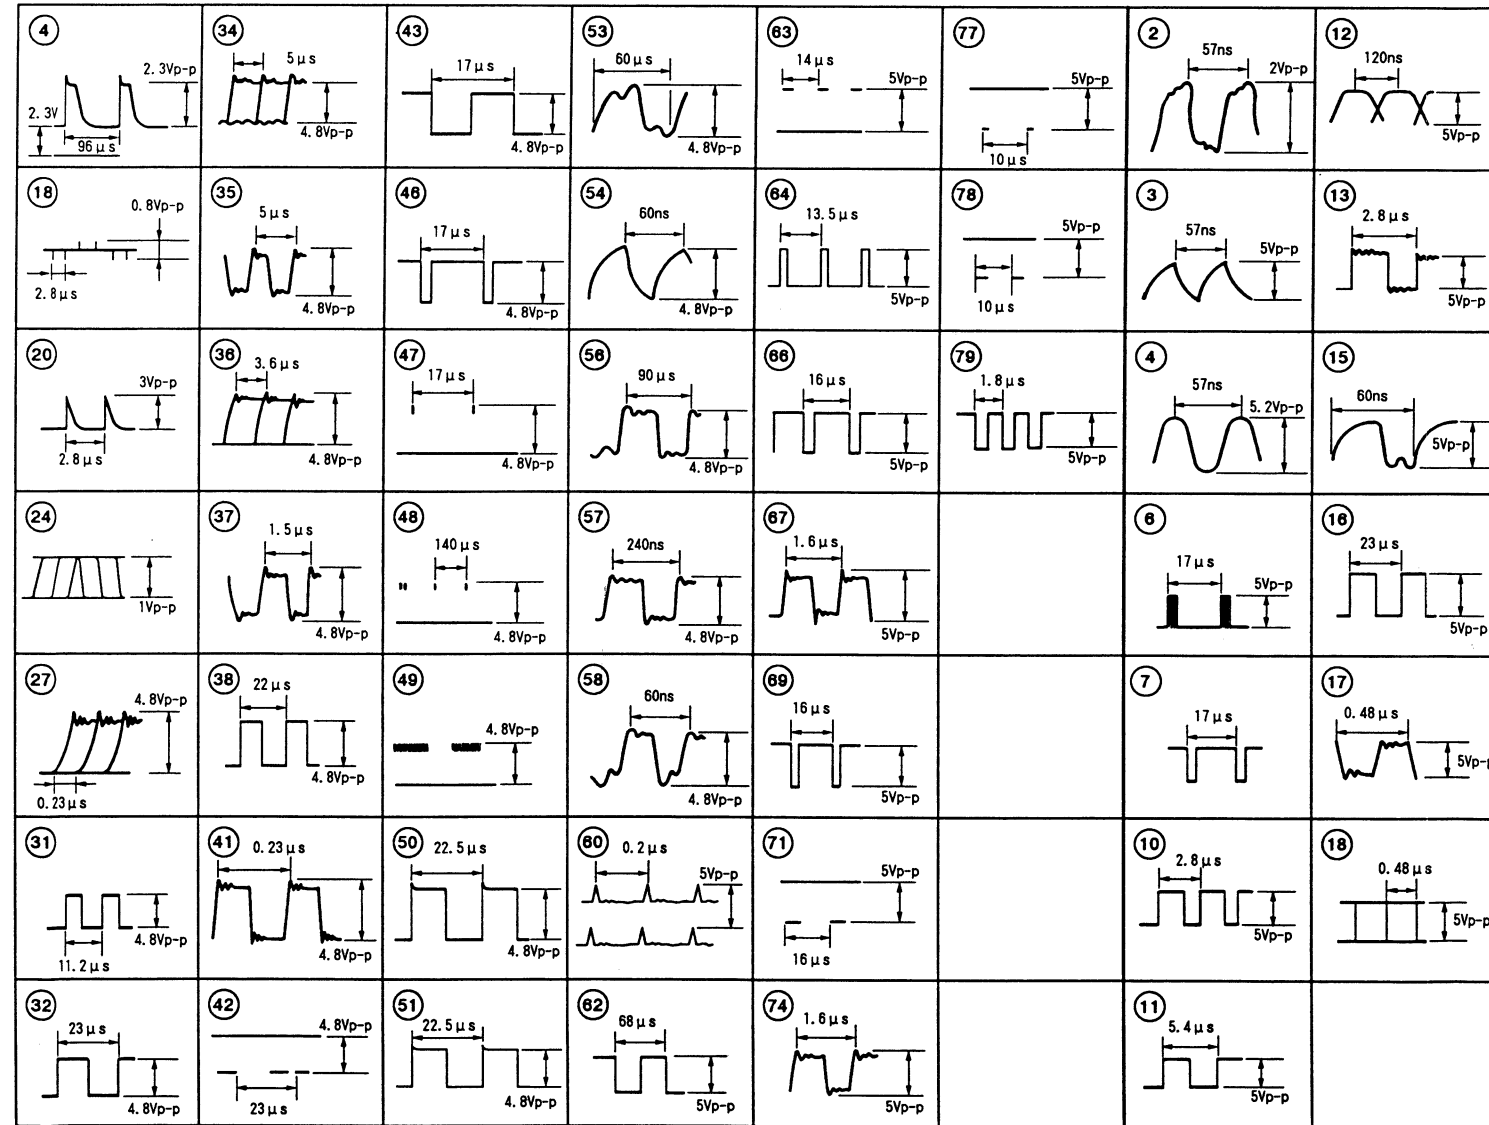 4
2.3Vp-p
2.3V
96μs
34
5μs
4.8Vp-p
43
17μs
4.8Vp-p
53
60μs
4.8Vp-p
63
14μs
5Vp-p
77
5Vp-p
10μs
2
57ns
2Vp-p
12
120ns
5Vp-p
18
0.8Vp-p
2.8μs
35
5μs
4.8Vp-p
46
17μs
4.8Vp-p
54
60ns
4.8Vp-p
64
13.5μs
5Vp-p
78
5Vp-p
10μs
3
57ns
5Vp-p
13
2.8μs
5Vp-p
20
3Vp-p
2.8μs
36
3.6μs
4.8Vp-p
47
17μs
4.8Vp-p
56
90μs
4.8Vp-p
66
16μs
5Vp-p
79
1.8μs
5Vp-p
4
57ns
5.2Vp-p
15
60ns
5Vp-p
24
1Vp-p
37
1.5μs
4.8Vp-p
48
140μs
4.8Vp-p
57
240ns
4.8Vp-p
67
1.6μs
5Vp-p
6
17μs
5Vp-p
16
23μs
5Vp-p
27
4.8Vp-p
0.23μs
38
22μs
4.8Vp-p
49
4.8Vp-p
58
60ns
4.8Vp-p
69
16μs
5Vp-p
7
17μs
5Vp-p
17
0.48μs
5Vp-p
31
4.8Vp-p
11.2μs
41
0.23μs
4.8Vp-p
50
22.5μs
4.8Vp-p
60
0.2μs
5Vp-p
71
5Vp-p
16μs
10
2.8μs
5Vp-p
18
0.48μs
5Vp-p
32
23μs
4.8Vp-p
42
4.8Vp-p
23μs
51
22.5μs
4.8Vp-p
62
68μs
5Vp-p
74
1.6μs
5Vp-p
11
5.4μs
5Vp-p